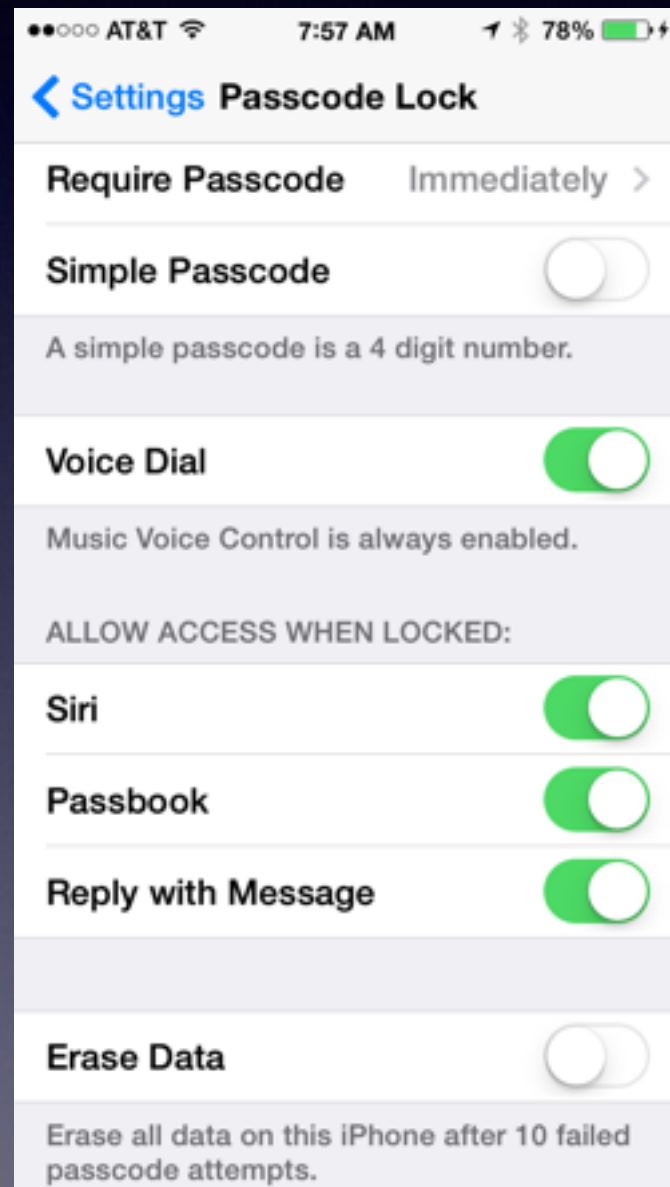 AT&T 7:57 AM 78%
Settings Passcode Lock
Require Passcode Immediately
Simple Passcode
A simple passcode is a 4 digit number.
Voice Dial
Music Voice Control is always enabled.
ALLOW ACCESS WHEN LOCKED:
Siri
Passbook
Reply with Message
Erase Data
Erase all data on this iPhone after 10 failed
passcode attempts.